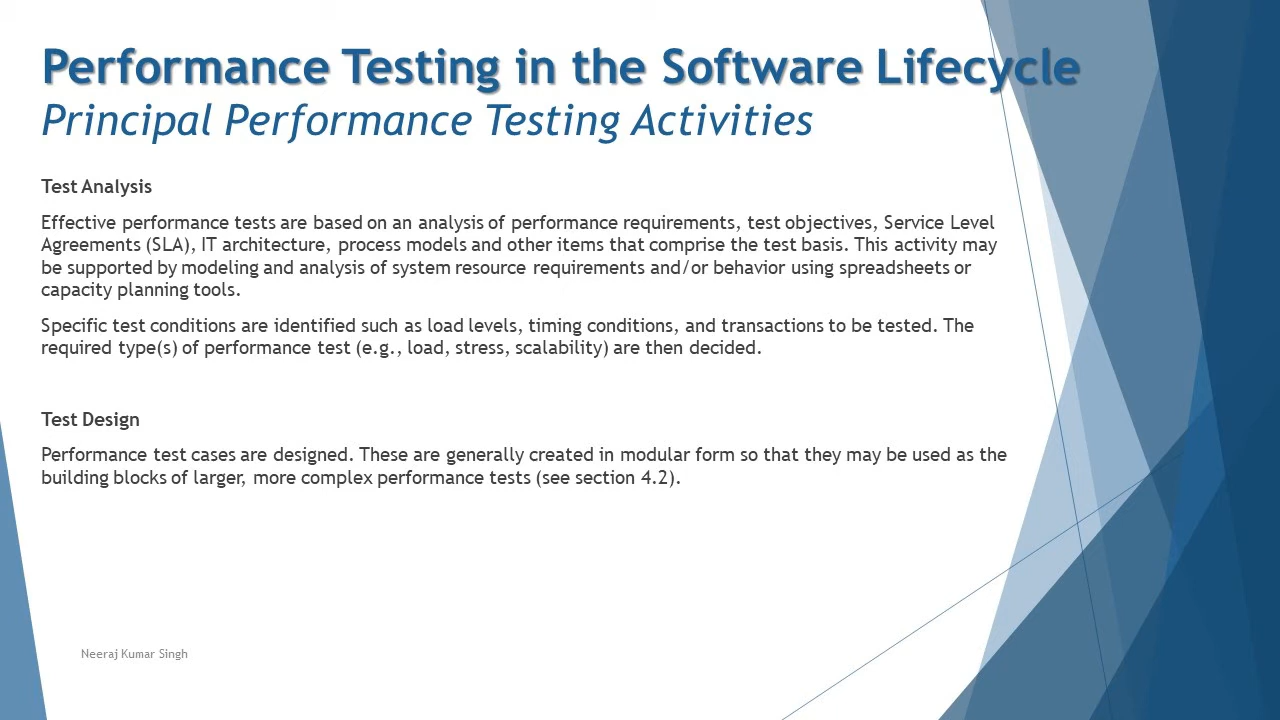 Performance Testing in the Software Lifecycle
Principal Performance Testing Activities
Test Analysis
Effective performance tests are based on an analysis of performance requirements, test objectives, Service Level
Agreements (SLA), IT architecture, process models and other items that comprise the test basis. This activity may
be supported by modeling and analysis of system resource requirements and/or behavior using spreadsheets or
capacity planning tools.
Specific test conditions are identified such as load levels, timing conditions, and transactions to be tested. The
required type(s) of performance test (e.g., load, stress, scalability) are then decided.
Test Design
Performance test cases are designed. These are generally created in modular form so that they may be used as the
building blocks of larger, more complex performance tests (see section 4.2).
Neeraj Kumar Singh